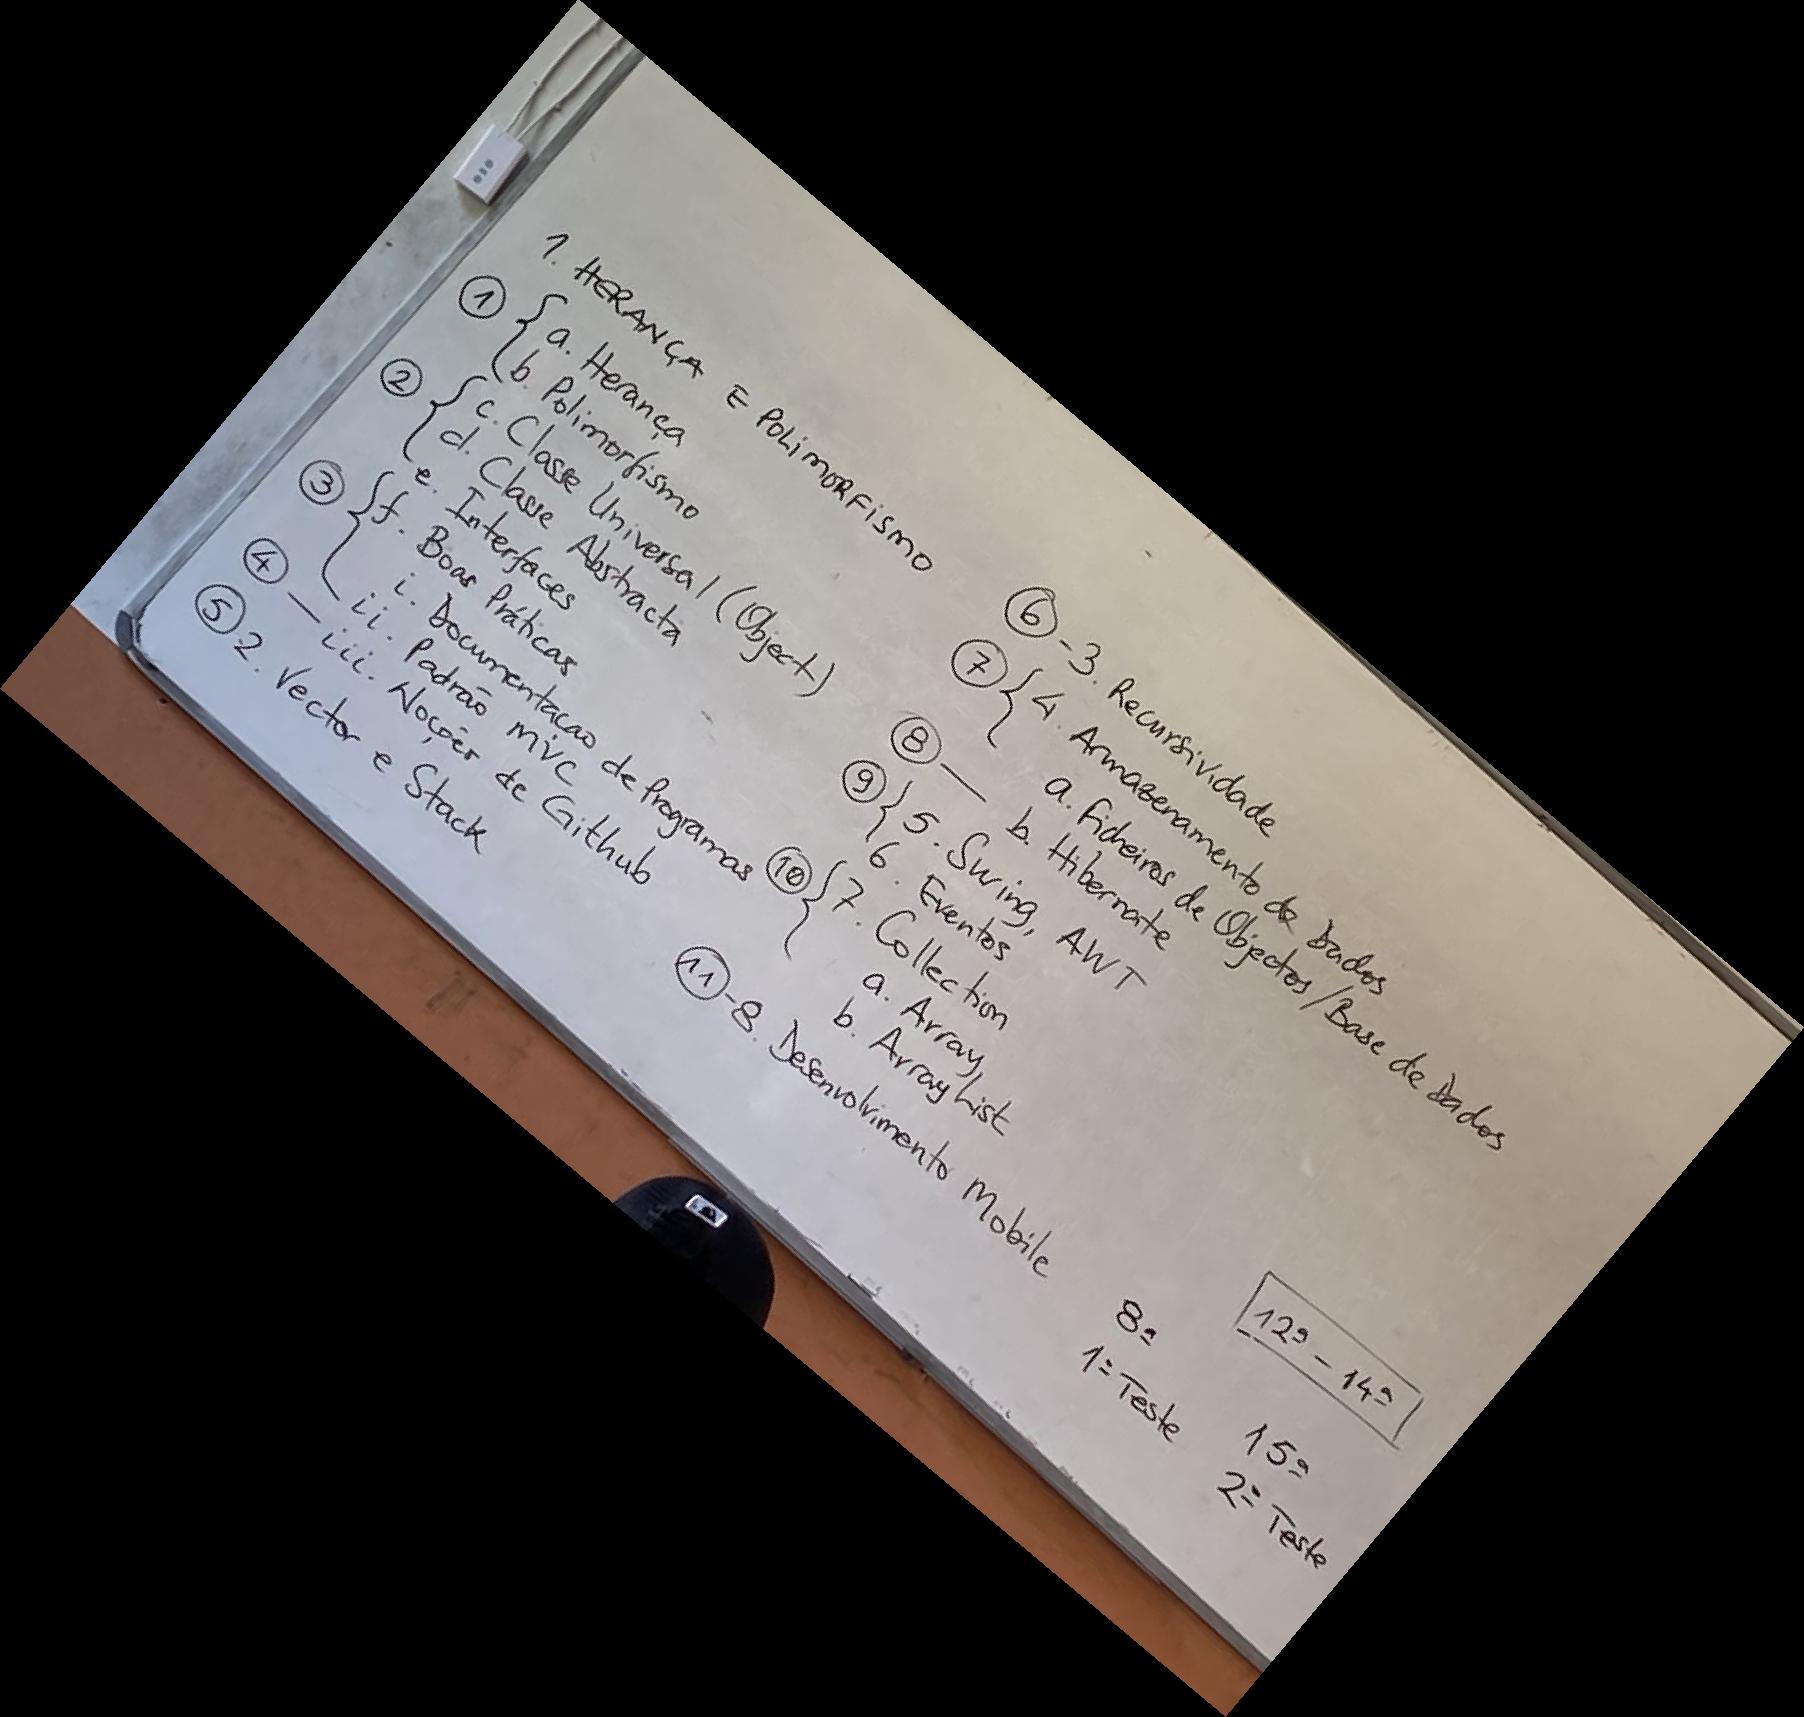 1. HERANÇA E POLIMORFISMO
① a. Herança
b. Polimorfismo
② c. Classe Universal (Object)
d. Classe Abstracta
e. Interfaces
③ f. Boas Práticas
i. Documentaçao de Programas
ii. Padrão MVC
④ — iii. Noções de Github
⑤ - 2. Vector e Stack
⑥ - 3. Recursividade
⑦ 4. Armazenamento de Dados
a. Ficheiros de Objectos/Base de Dados
⑧ — b. Hibernate
⑨ 5. Swing, AWT
6. Eventos
⑩ 7. Collection
a. Array
b. ArrayList
⑪ - 8. Desenvolvimento Mobile
8ª
1º Teste
12ª - 14ª
15ª
2º Teste